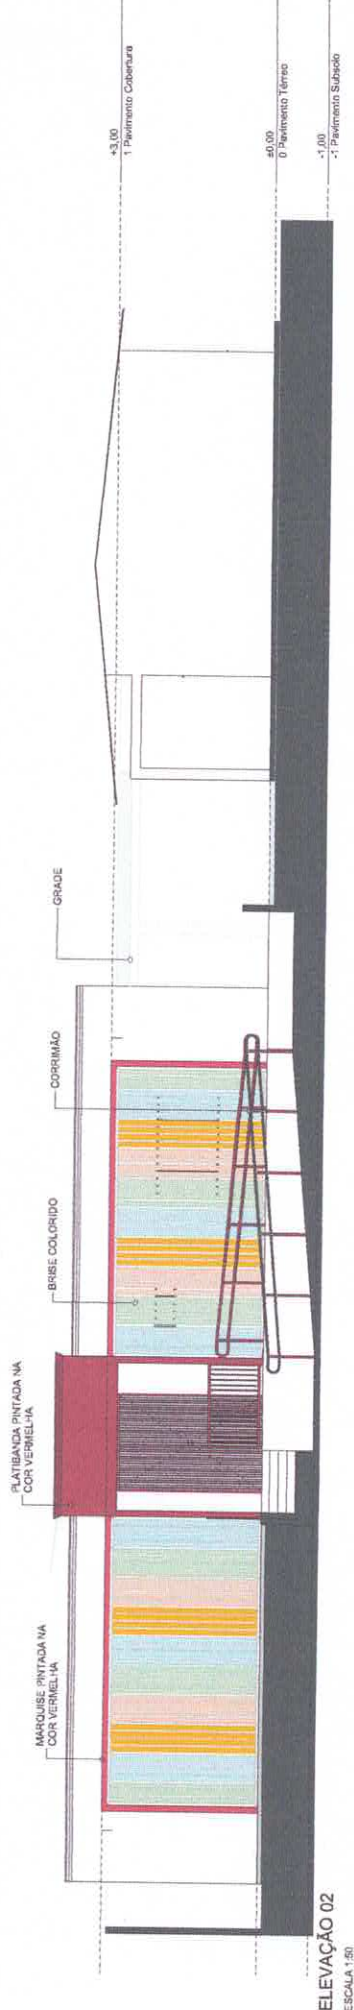 MARQUISE PINTADA NA
COR VERMELHA
PLATIBANDA PINTADA NA
COR VERMELHA
BRISE COLORIDO
CORRIMÃO
GRADE
+3,00
1 Pavimento Cobertura
±0,00
0 Pavimento Térreo
-1,00
-1 Pavimento Subsolo
ELEVAÇÃO 02
ESCALA 1:50